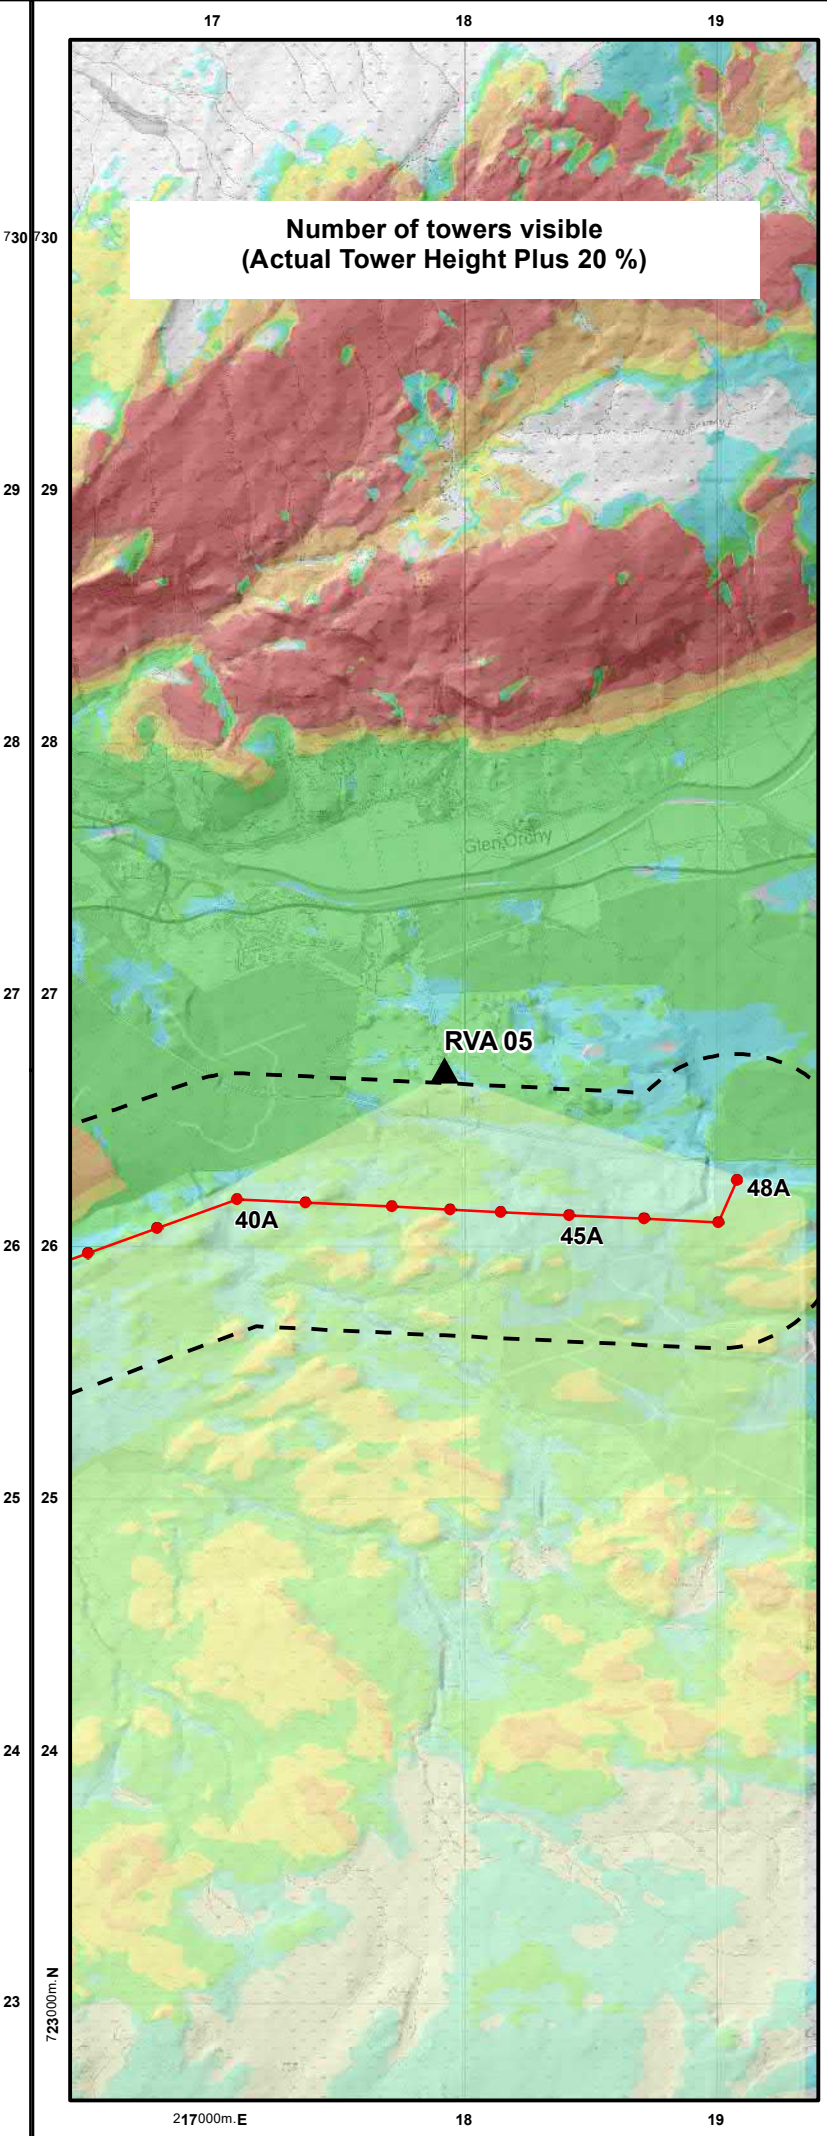 17 18 19
Number of towers visible
(Actual Tower Height Plus 20 %)
730 730
29 29
28 28
Glen Orchy
27 27
RVA 05
48A
40A
45A
26 26
25 25
24 24
23
723000m.N
217000m.E 18 19